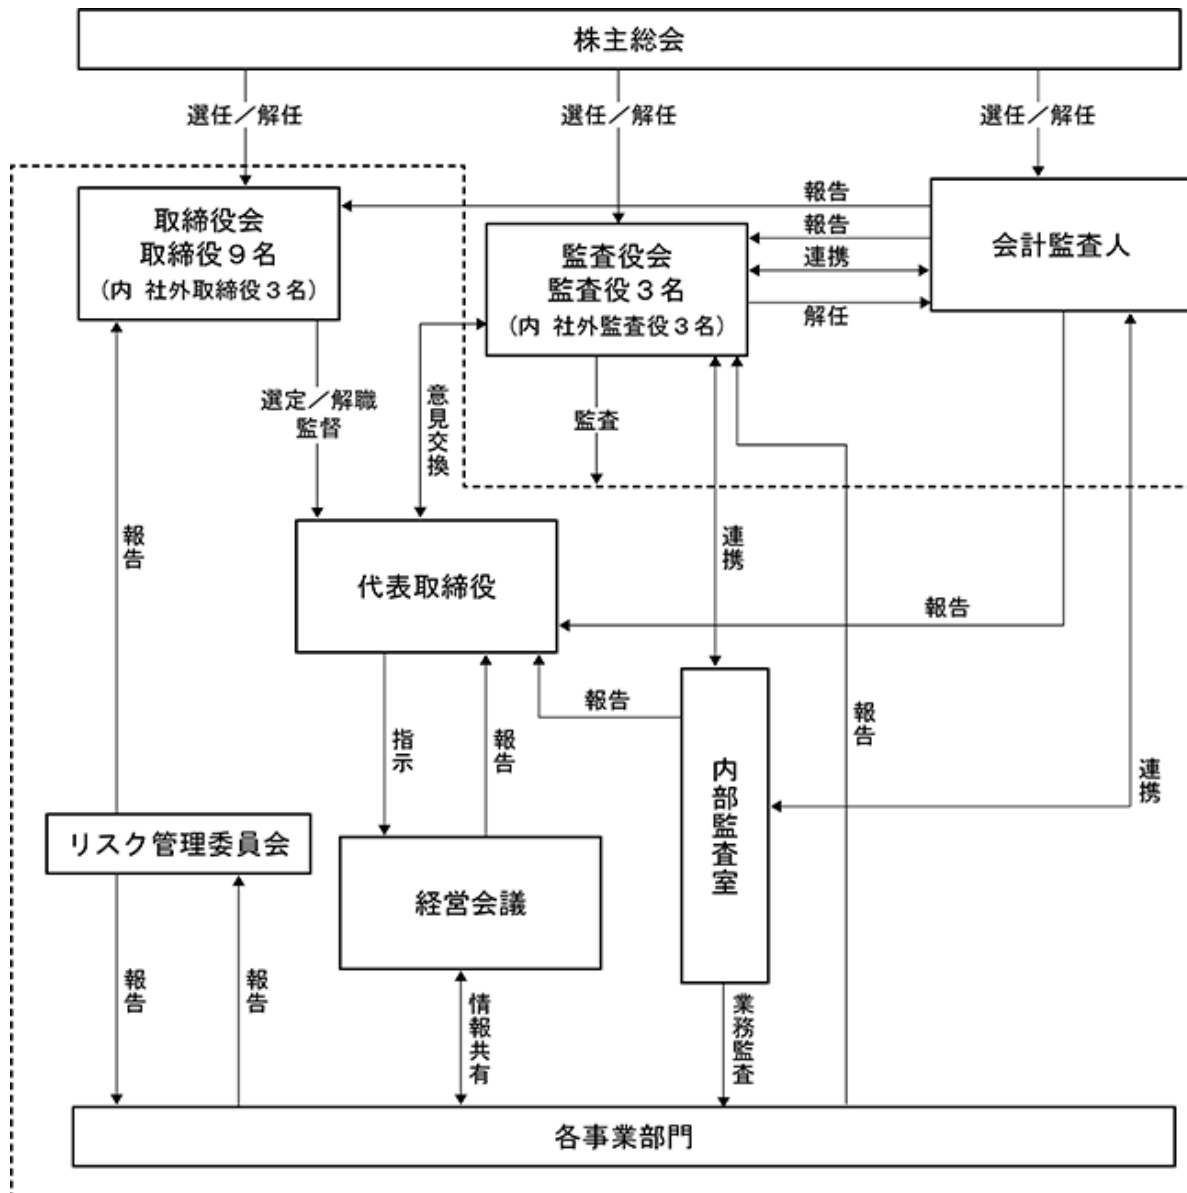 株主総会
選任／解任
選任／解任
選任／解任
取締役会
取締役９名
（内 社外取締役３名）
監査役会
監査役３名
（内 社外監査役３名）
会計監査人
報告
報告
連携
解任
選定／解職
監督
意見交換
監査
報告
連携
代表取締役
報告
報告
指示
報告
報告
内部監査室
連携
リスク管理委員会
経営会議
報告
報告
情報共有
業務監査
各事業部門